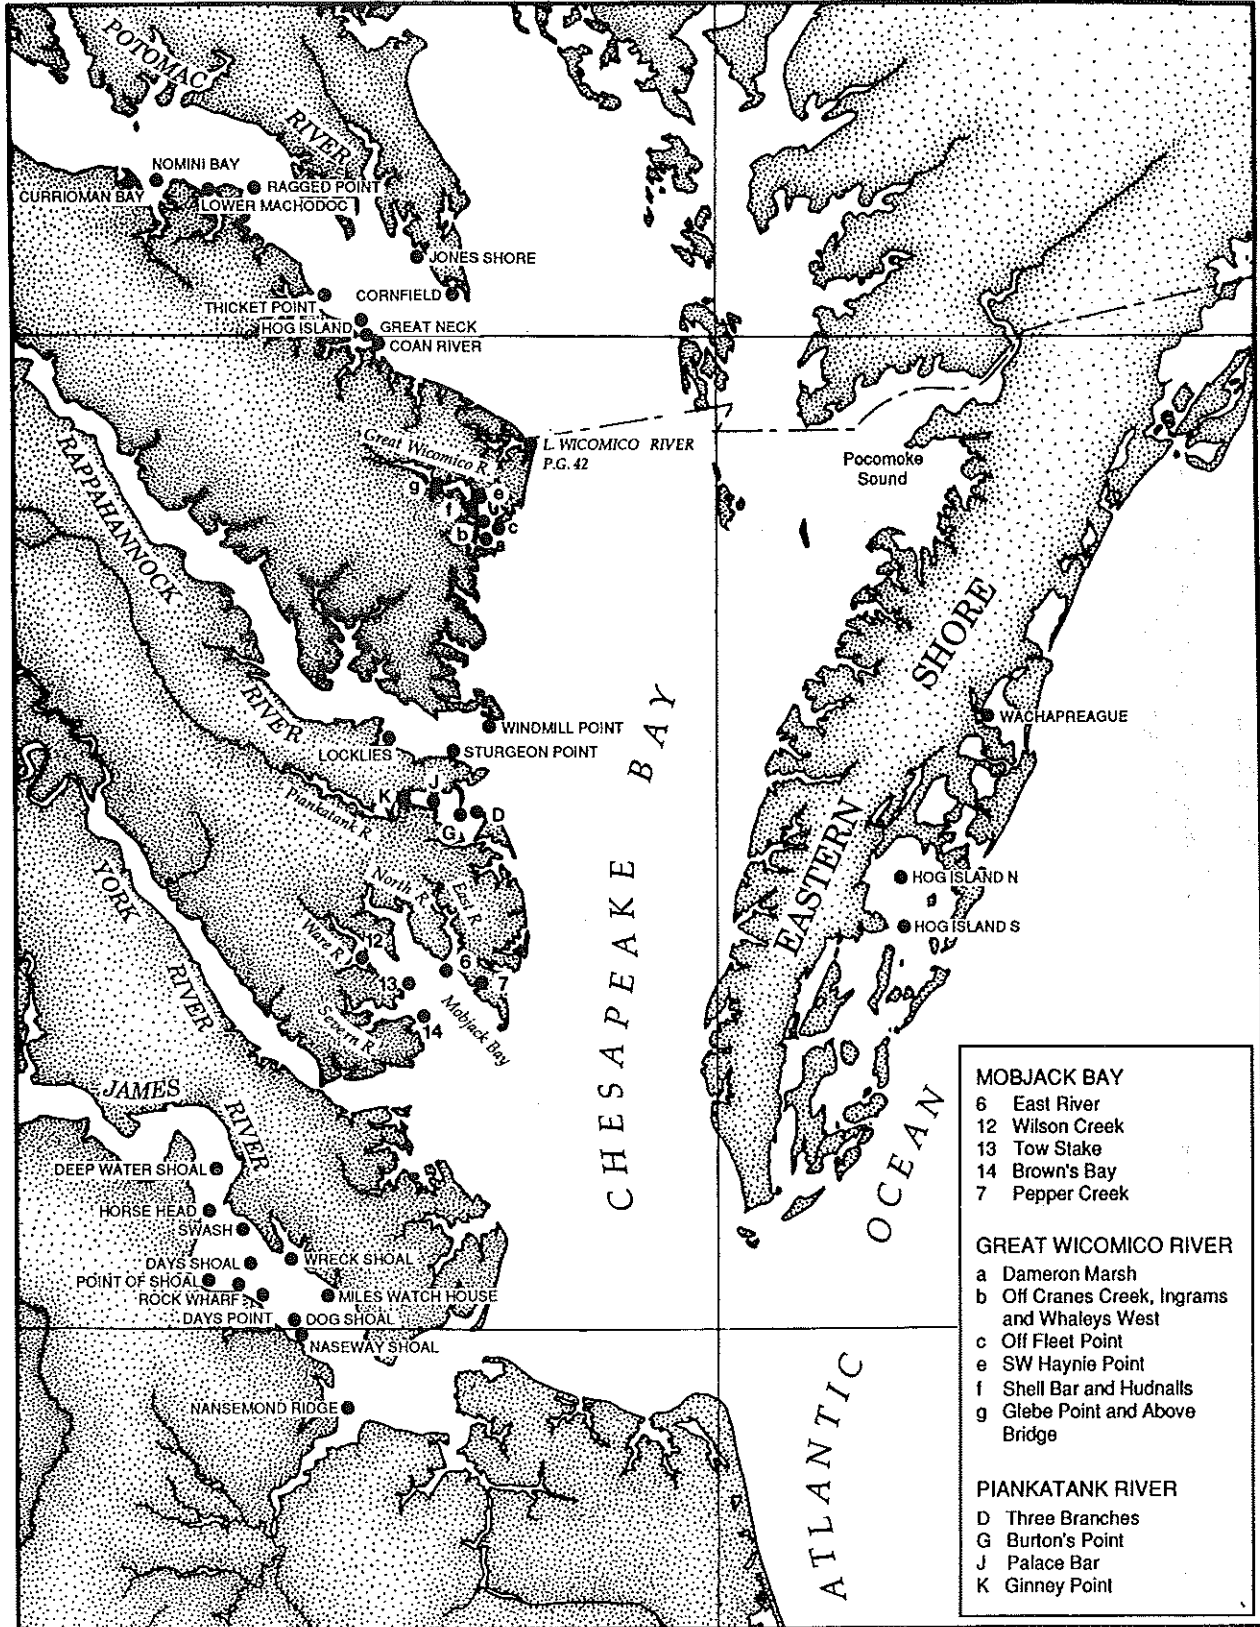 POTOMAC
RIVER
NOMINI BAY
CURRIOMAN BAY
RAGGED POINT
LOWER MACHODOC
JONES SHORE
THICKET POINT
CORNFIELD
HOG ISLAND
GREAT NECK
COAN RIVER
RAPPAHANNOCK
RIVER
Great Wicomico R.
L. WICOMICO RIVER
P.G. 42
g
e
f
c
b
a
Pocomoke
Sound
EASTERN SHORE
WACHAPREAGUE
WINDMILL POINT
LOCKLIES
STURGEON POINT
Piankatank R.
K
J
G
D
CHESAPEAKE BAY
HOG ISLAND N
HOG ISLAND S
YORK
RIVER
North R.
East R.
Ware R.
12
6
13
7
14
Severn R.
Mobjack Bay
JAMES
RIVER
DEEP WATER SHOAL
HORSE HEAD
SWASH
DAYS SHOAL
WRECK SHOAL
POINT OF SHOAL
ROCK WHARF
MILES WATCH HOUSE
DAYS POINT
DOG SHOAL
NASEWAY SHOAL
NANSEMOND RIDGE
ATLANTIC OCEAN
MOBJACK BAY
6 East River
12 Wilson Creek
13 Tow Stake
14 Brown's Bay
7 Pepper Creek
GREAT WICOMICO RIVER
a Dameron Marsh
b Off Cranes Creek, Ingrams
and Whaleys West
c Off Fleet Point
e SW Haynie Point
f Shell Bar and Hudnalls
g Glebe Point and Above
Bridge
PIANKATANK RIVER
D Three Branches
G Burton's Point
J Palace Bar
K Ginney Point